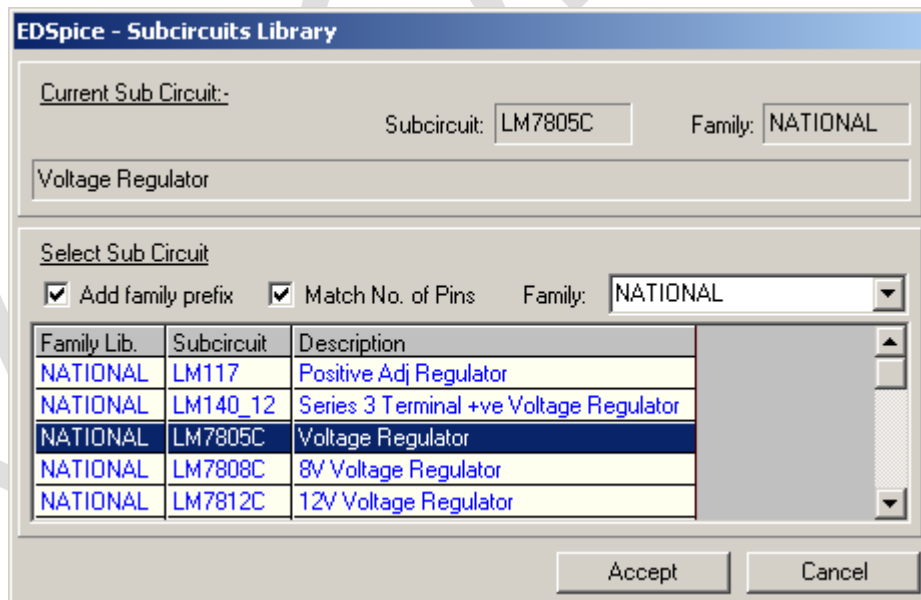 EDSpice - Subcircuits Library
Current Sub Circuit:-
Subcircuit: LM7805C Family: NATIONAL
Voltage Regulator
Select Sub Circuit
Add family prefix Match No. of Pins Family: NATIONAL
Family Lib. Subcircuit Description
NATIONAL LM117 Positive Adj Regulator
NATIONAL LM140_12 Series 3 Terminal +ve Voltage Regulator
NATIONAL LM7805C Voltage Regulator
NATIONAL LM7808C 8V Voltage Regulator
NATIONAL LM7812C 12V Voltage Regulator
Accept Cancel